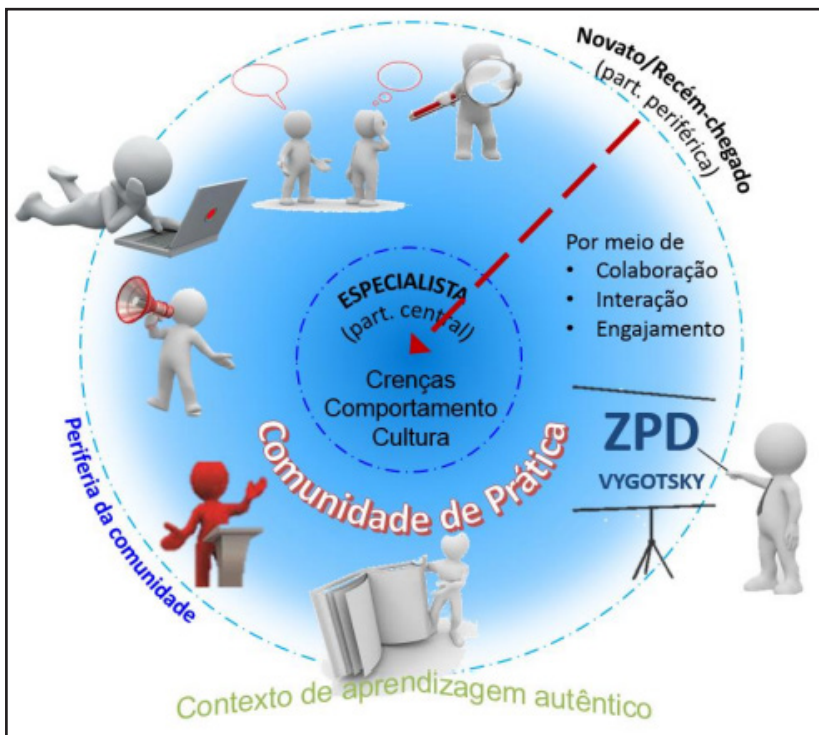 Novato/Recém-chegado
(part. periférica)
Por meio de
• Colaboração
• Interação
• Engajamento
ESPECIALISTA
(part. central)
Crenças
Comportamento
Cultura
Comunidade de Prática
ZPD
VYGOTSKY
Periferia da comunidade
Contexto de aprendizagem autêntico